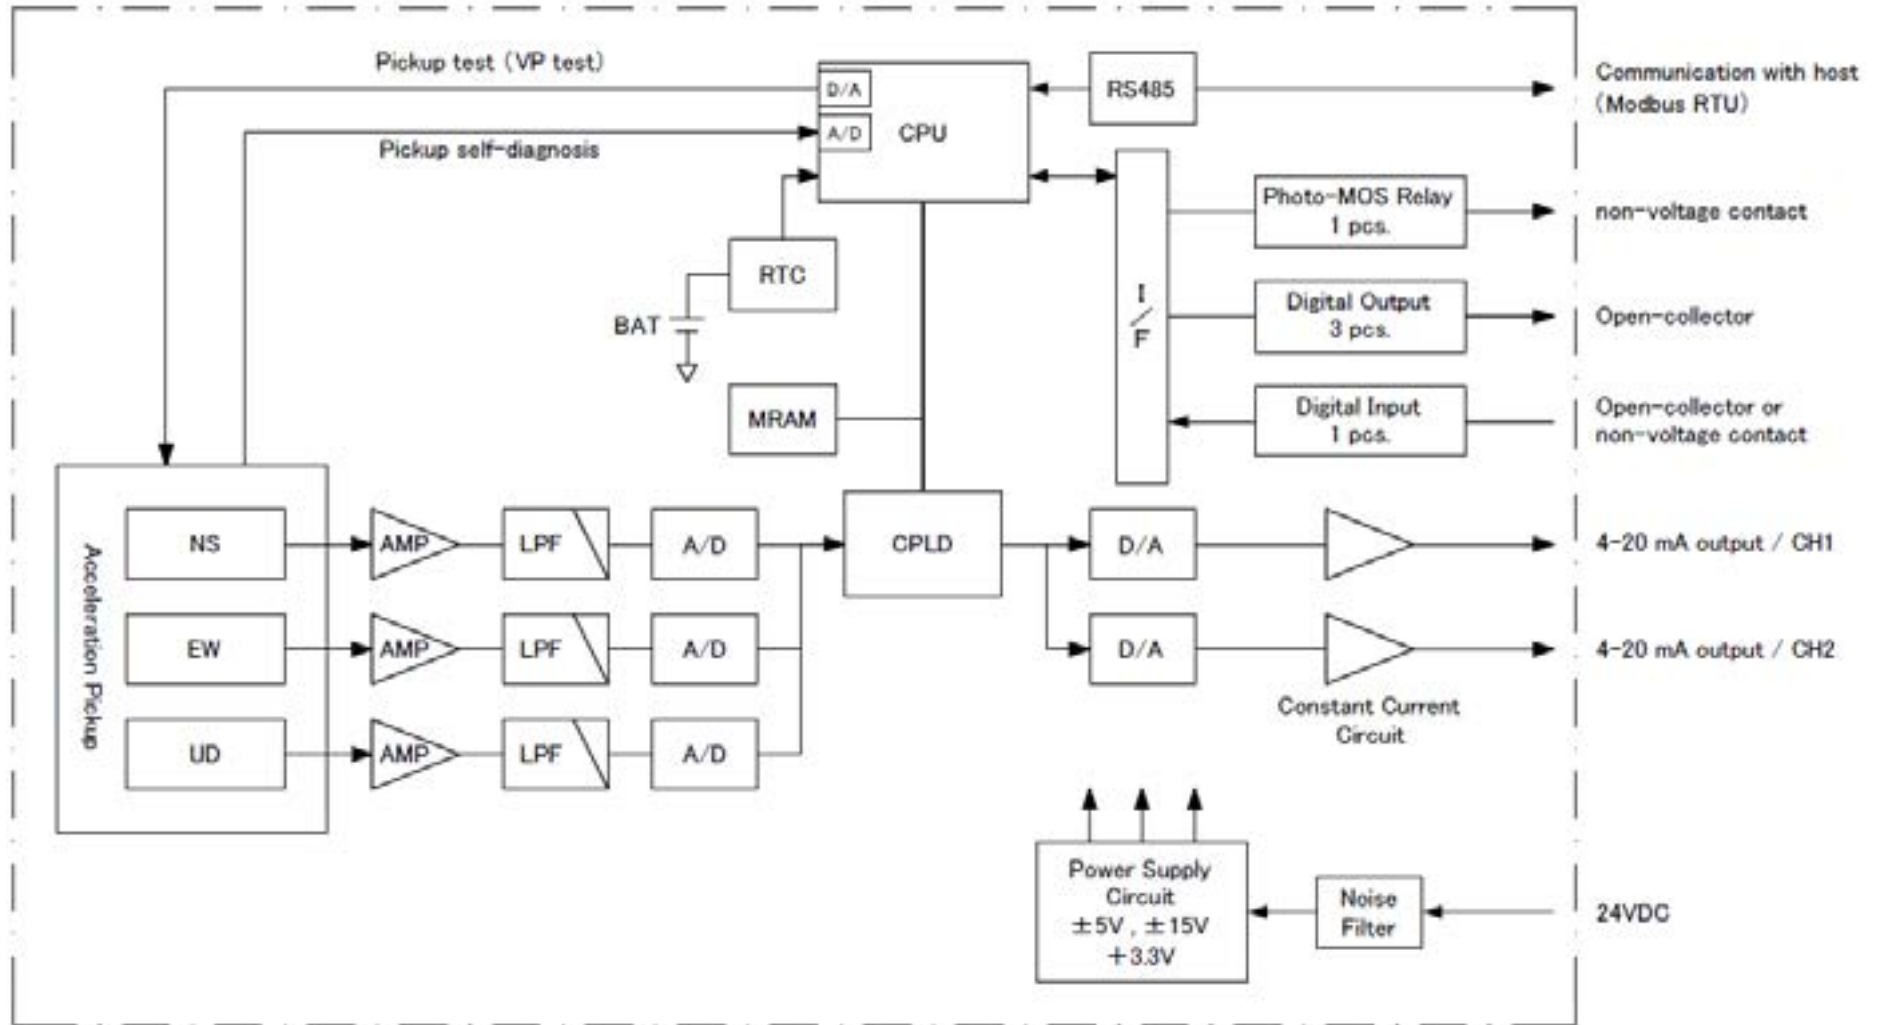 Pickup test (VP test)
D/A
A/D
CPU
Pickup self-diagnosis
RS485
Communication with host
(Modbus RTU)
Photo-MOS Relay
1 pcs.
non-voltage contact
RTC
BAT
I
/
F
Digital Output
3 pcs.
Open-collector
MRAM
Digital Input
1 pcs.
Open-collector or
non-voltage contact
Acceleration Pickup
NS
AMP
LPF
A/D
CPLD
D/A
4-20 mA output / CH1
EW
AMP
LPF
A/D
D/A
4-20 mA output / CH2
Constant Current
Circuit
UD
AMP
LPF
A/D
Power Supply
Circuit
±5V , ±15V
+3.3V
Noise
Filter
24VDC